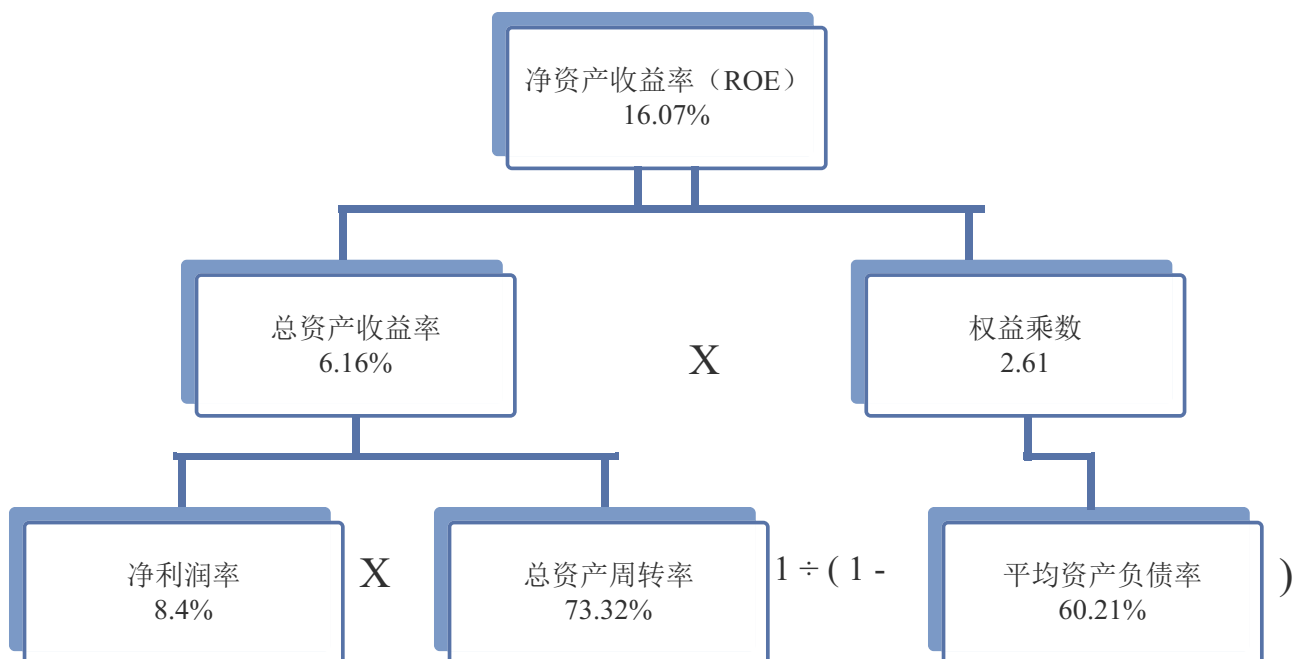 净资产收益率（ROE）
16.07%
总资产收益率
6.16%
X
权益乘数
2.61
净利润率
8.4%
X
总资产周转率
73.32%
1 ÷ ( 1 -
平均资产负债率
60.21%
)